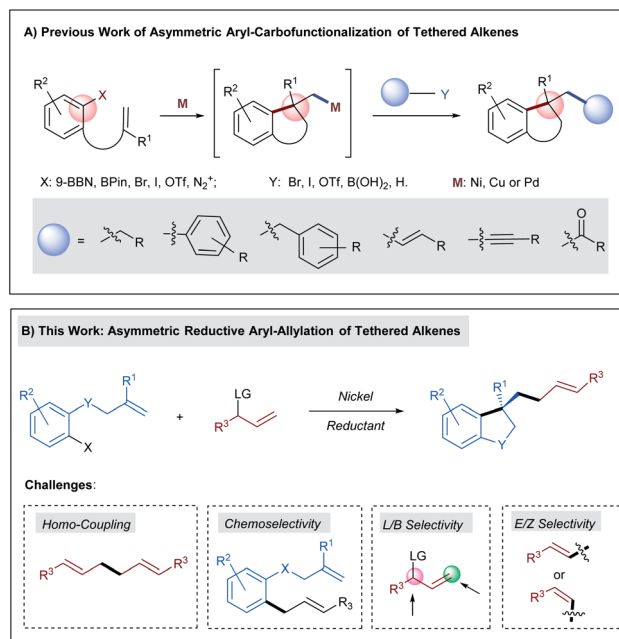 A) Previous Work of Asymmetric Aryl-Carbofunctionalization of Tethered Alkenes
R² X R¹ M R² R¹ M Y R² R¹
X: 9-BBN, BPin, Br, I, OTf, N₂⁺; Y: Br, I, OTf, B(OH)₂, H. M: Ni, Cu or Pd
= R R R R R O R
B) This Work: Asymmetric Reductive Aryl-Allylation of Tethered Alkenes
R² Y R¹ X + LG R³ Nickel Reductant R² R¹ Y R³
Challenges:
Homo-Coupling
R³ R³
Chemoselectivity
R² X R¹ R₃
L/B Selectivity
LG
R³
E/Z Selectivity
R³
or
R³